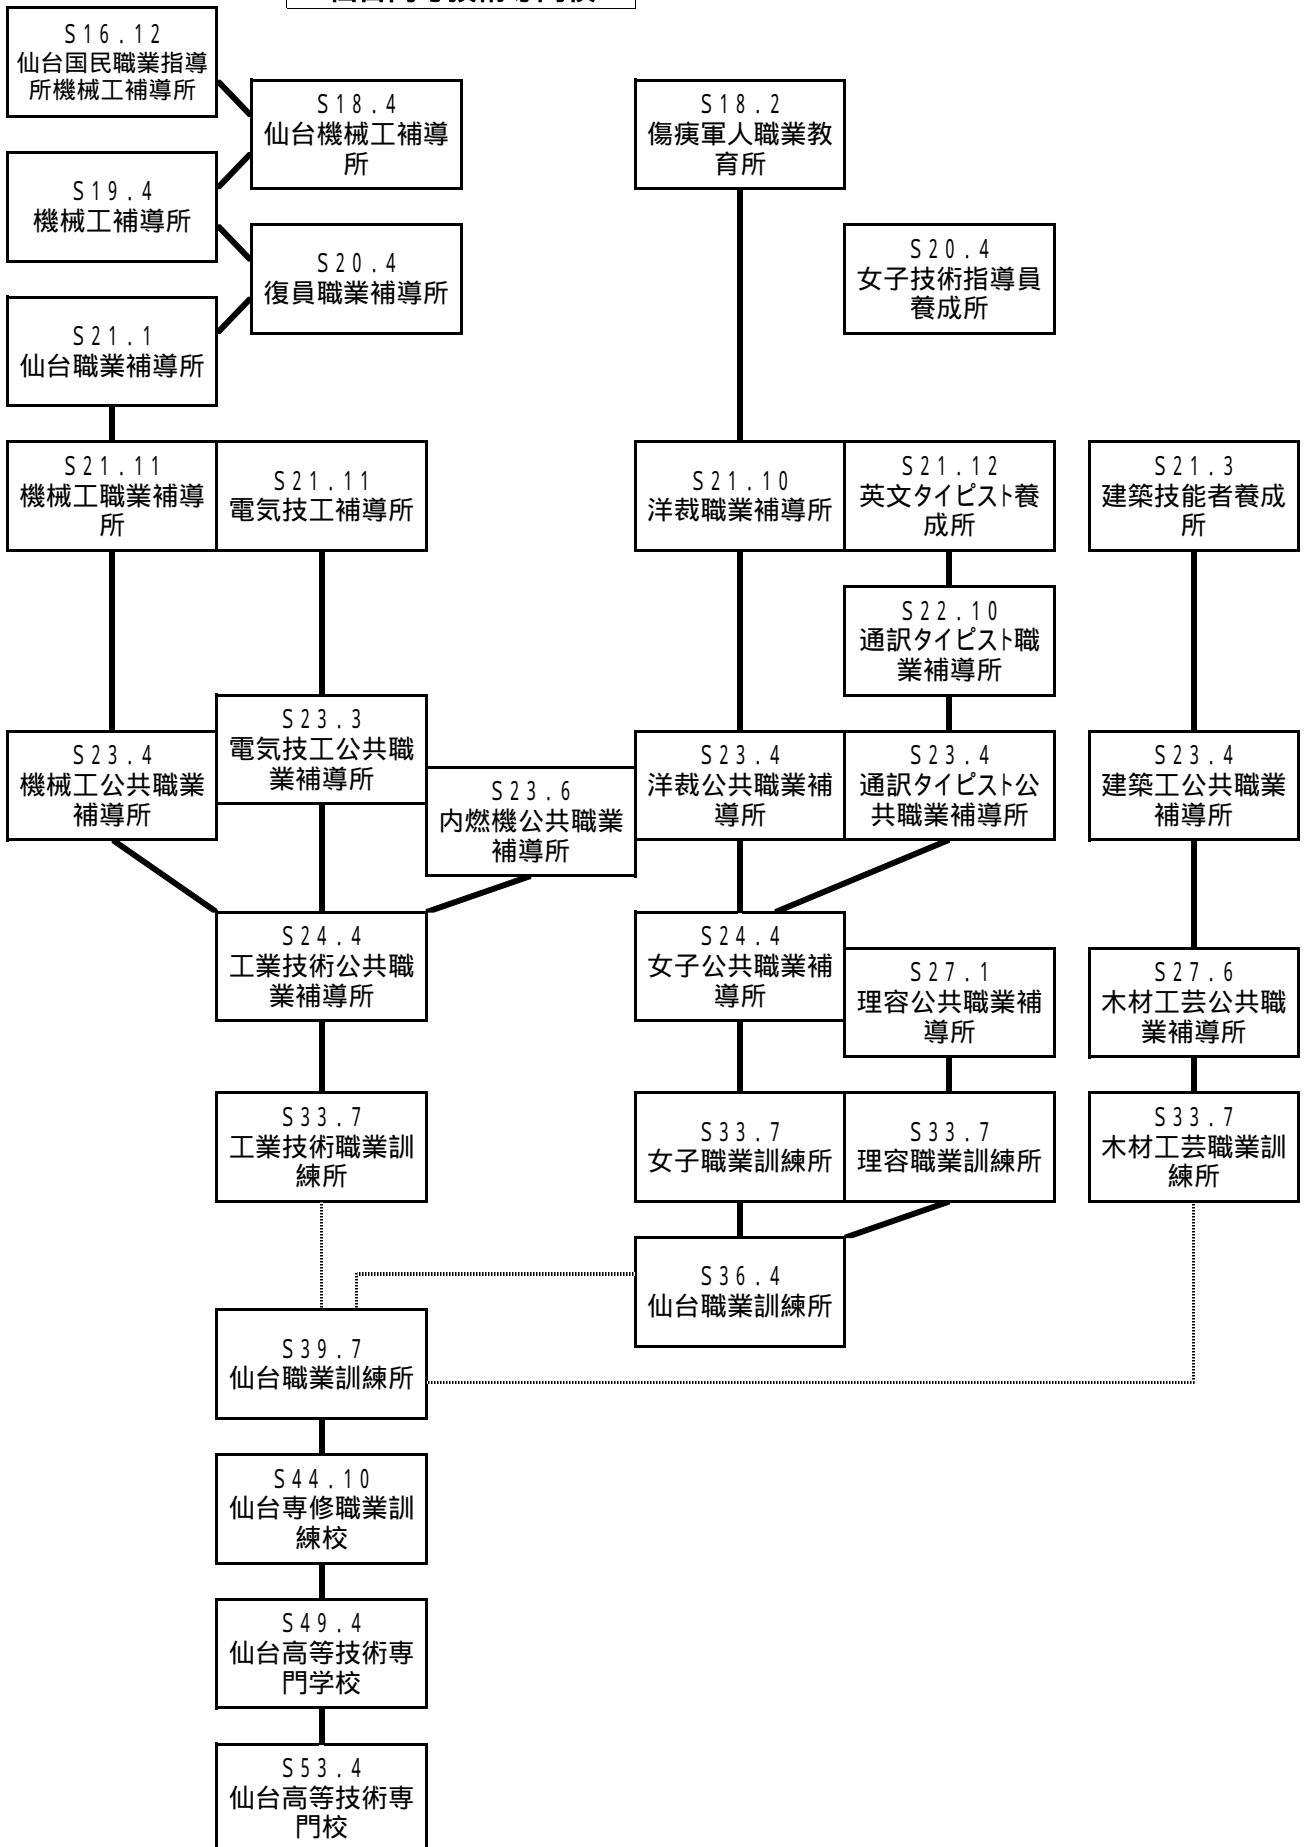 仙台高等技術専門校
S16.12
仙台国民職業指導
所機械工補導所
S18.4
仙台機械工補導
所
S18.2
傷痍軍人職業教
育所
S19.4
機械工補導所
S20.4
復員職業補導所
S20.4
女子技術指導員
養成所
S21.1
仙台職業補導所
S21.11
機械工職業補導
所
S21.11
電気技工補導所
S21.10
洋裁職業補導所
S21.12
英文タイピスト養
成所
S21.3
建築技能者養成
所
S22.10
通訳タイピスト職
業補導所
S23.4
機械工公共職業
補導所
S23.3
電気技工公共職
業補導所
S23.6
内燃機公共職業
補導所
S23.4
洋裁公共職業補
導所
S23.4
通訳タイピスト公
共職業補導所
S23.4
建築工公共職業
補導所
S24.4
工業技術公共職
業補導所
S24.4
女子公共職業補
導所
S27.1
理容公共職業補
導所
S27.6
木材工芸公共職
業補導所
S33.7
工業技術職業訓
練所
S33.7
女子職業訓練所
S33.7
理容職業訓練所
S33.7
木材工芸職業訓
練所
S36.4
仙台職業訓練所
S39.7
仙台職業訓練所
S44.10
仙台専修職業訓
練校
S49.4
仙台高等技術専
門学校
S53.4
仙台高等技術専
門校